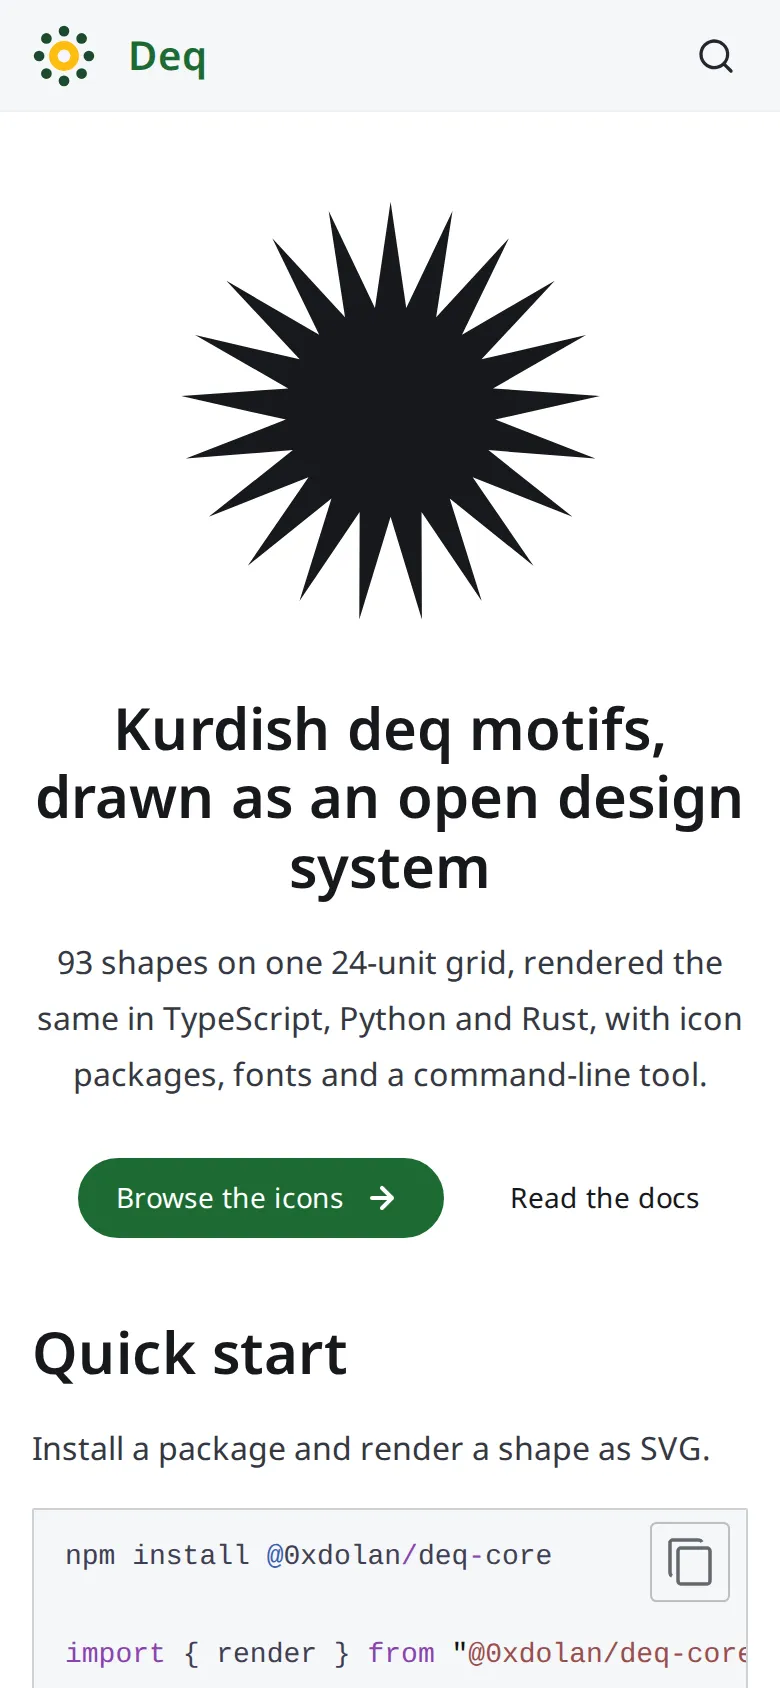 Deq
Kurdish deq motifs,
drawn as an open design
system
93 shapes on one 24-unit grid, rendered the
same in TypeScript, Python and Rust, with icon
packages, fonts and a command-line tool.
Browse the icons
Read the docs
Quick start
Install a package and render a shape as SVG.
npm install @0xdolan/deq-core
import { render } from "@0xdolan/deq-core